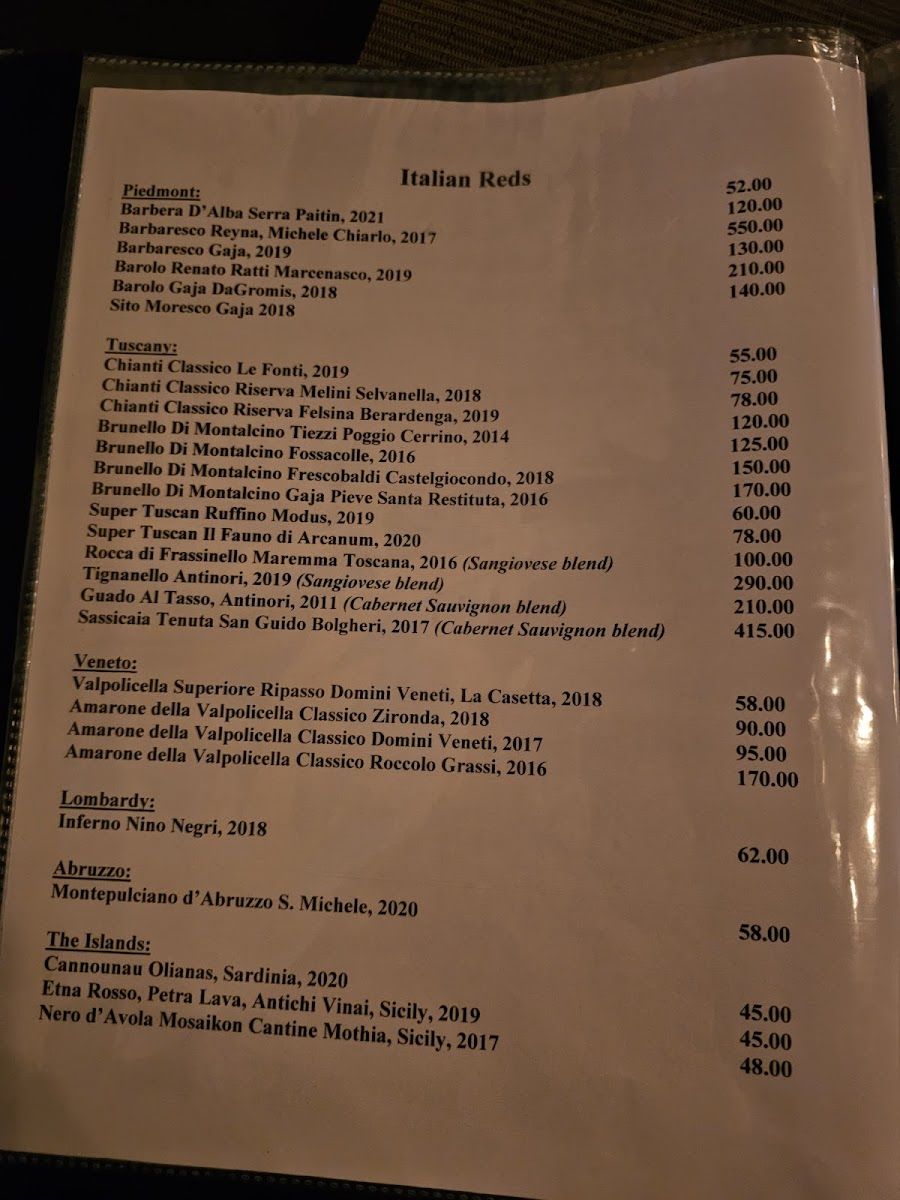 Italian Reds
Piedmont:
Barbera D'Alba Serra Paitin, 2021 52.00
Barbaresco Reyna, Michele Chiarlo, 2017 120.00
Barbaresco Gaja, 2019 550.00
Barolo Renato Ratti Marcenasco, 2019 130.00
Barolo Gaja DaGromis, 2018 210.00
Sito Moresco Gaja 2018 140.00
Tuscany:
Chianti Classico Le Fonti, 2019 55.00
Chianti Classico Riserva Melini Selvanella, 2018 75.00
Chianti Classico Riserva Felsina Berardenga, 2019 78.00
Brunello Di Montalcino Tiezzi Poggio Cerrino, 2014 120.00
Brunello Di Montalcino Fossacolle, 2016 125.00
Brunello Di Montalcino Frescobaldi Castelgiocondo, 2018 150.00
Brunello Di Montalcino Gaja Pieve Santa Restituta, 2016 170.00
Super Tuscan Ruffino Modus, 2019 60.00
Super Tuscan Il Fauno di Arcanum, 2020 78.00
Rocca di Frassinello Maremma Toscana, 2016 (Sangiovese blend) 100.00
Tignanello Antinori, 2019 (Sangiovese blend) 290.00
Guado Al Tasso, Antinori, 2011 (Cabernet Sauvignon blend) 210.00
Sassicaia Tenuta San Guido Bolgheri, 2017 (Cabernet Sauvignon blend) 415.00
Veneto:
Valpolicella Superiore Ripasso Domini Veneti, La Casetta, 2018 58.00
Amarone della Valpolicella Classico Zironda, 2018 90.00
Amarone della Valpolicella Classico Domini Veneti, 2017 95.00
Amarone della Valpolicella Classico Roccolo Grassi, 2016 170.00
Lombardy:
Inferno Nino Negri, 2018 62.00
Abruzzo:
Montepulciano d'Abruzzo S. Michele, 2020 58.00
The Islands:
Cannounau Olianas, Sardinia, 2020 45.00
Etna Rosso, Petra Lava, Antichi Vinai, Sicily, 2019 45.00
Nero d'Avola Mosaikon Cantine Mothia, Sicily, 2017 48.00